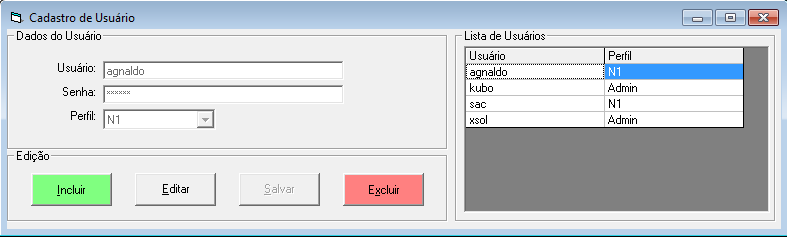 Cadastro de Usuário
Dados do Usuário
Usuário: agnaldo
Senha: ××××××
Perfil: N1
Edição
Incluir Editar Salvar Excluir
Lista de Usuários
Usuário Perfil
agnaldo N1
kubo Admin
sac N1
xsol Admin